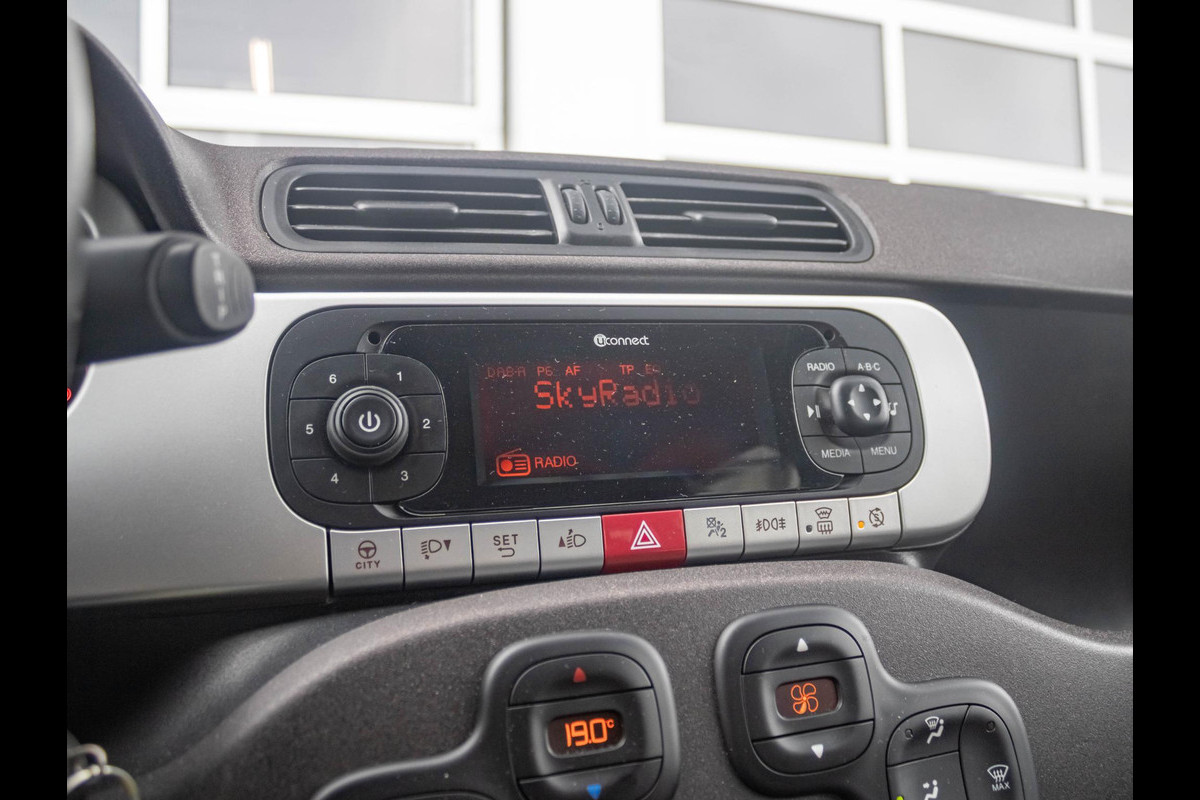 uconnect
DAB-A P6 AF TP
SkyRadio
RADIO
6 1
5 2
4 3
RADIO A·B·C
MEDIA MENU
CITY
SET
2
19.0°C
MAX